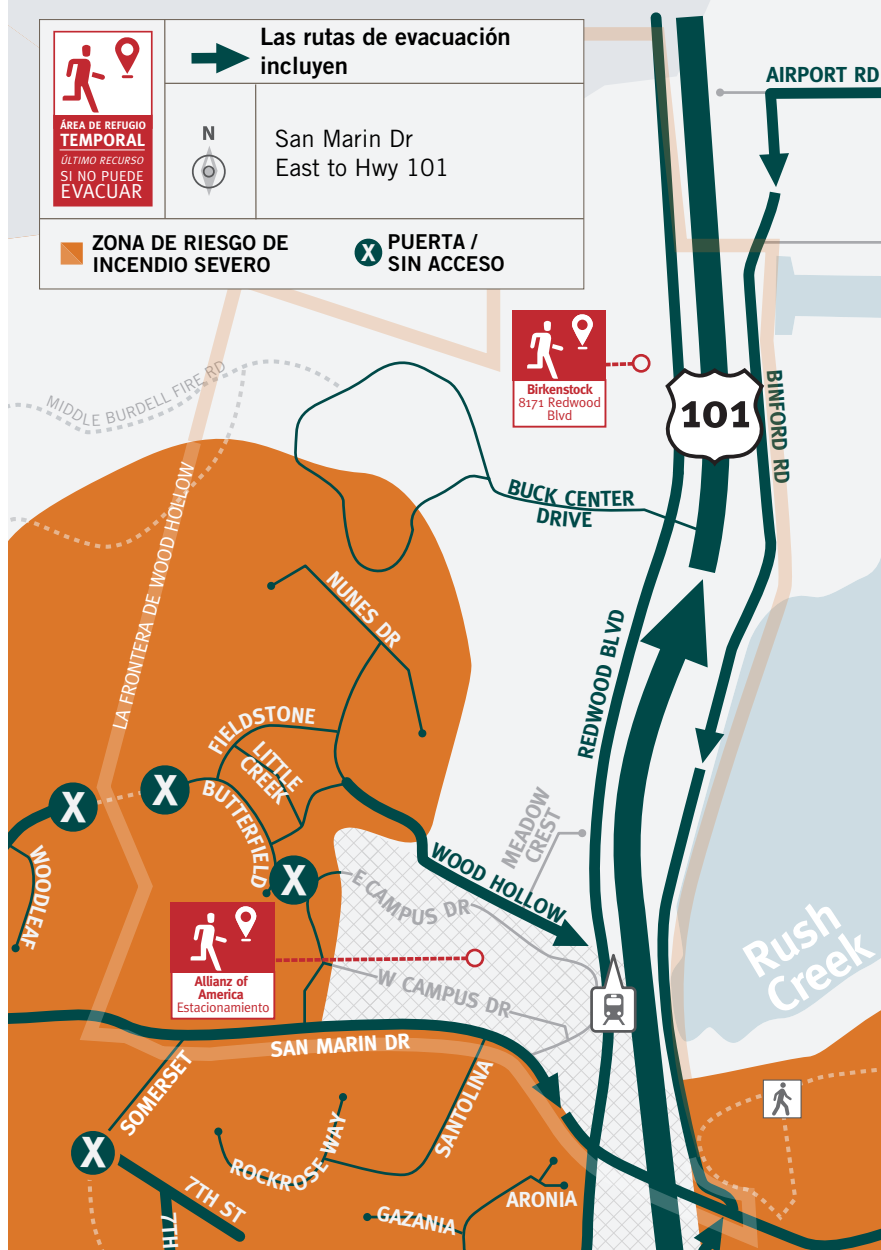 Las rutas de evacuación
incluyen
ÁREA DE REFUGIO
TEMPORAL
ÚLTIMO RECURSO
SI NO PUEDE
EVACUAR
N
San Marin Dr
East to Hwy 101
ZONA DE RIESGO DE
INCENDIO SEVERO
X
PUERTA /
SIN ACCESO
AIRPORT RD
Birkenstock
8171 Redwood
Blvd
101
BINFORD RD
MIDDLE BURDELL FIRE RD
LA FRONTERA DE WOOD HOLLOW
BUCK CENTER
DRIVE
NUNES DR
REDWOOD BLVD
FIELDSTONE
LITTLE
CREEK
BUTTERFIELD
X
X
X
WOODLEAF
MEADOW
CREST
WOOD HOLLOW
E CAMPUS DR
W CAMPUS DR
Allianz of
America
Estacionamiento
Rush
Creek
SAN MARIN DR
SOMERSET
SANTOLINA
X
ROCKROSE WAY
7TH ST
7TH
GAZANIA
ARONIA